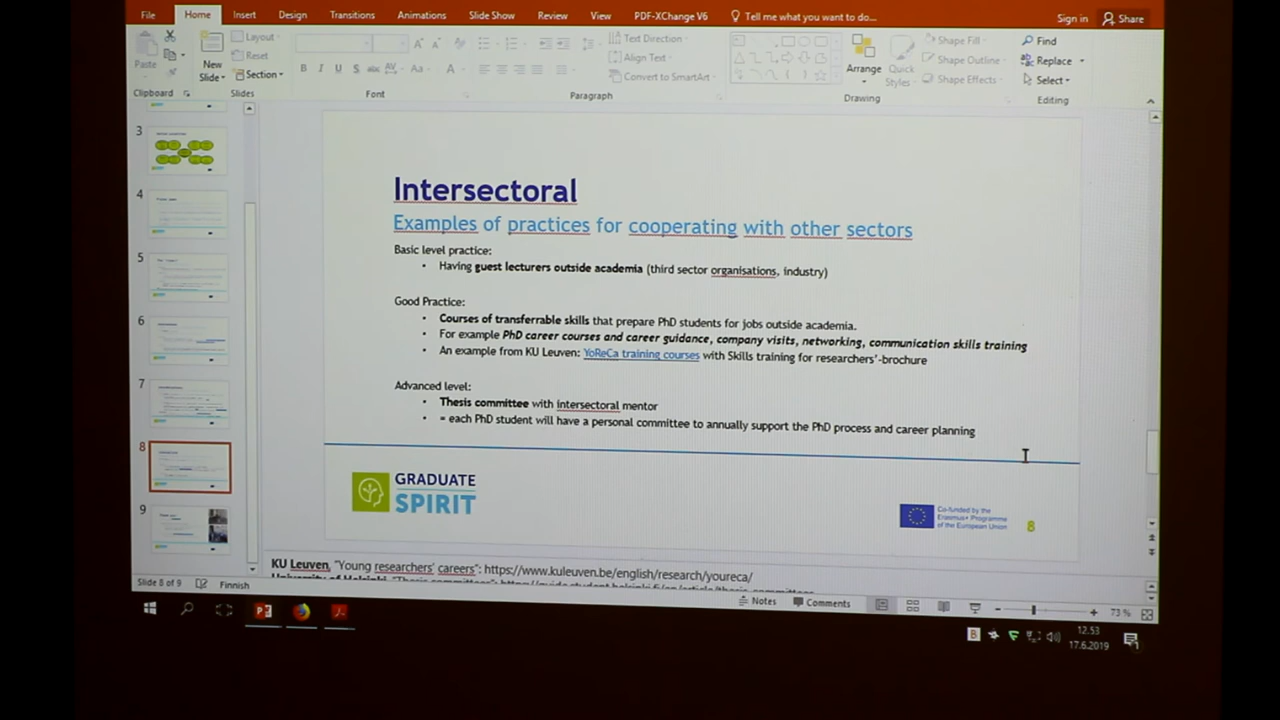 File Home Insert Design Transitions Animations Slide Show Review View PDF-XChange V6 Tell me what you want to do... Sign in Share
Paste
New Slide
Layout
Reset
Section
Text Direction
Align Text
Convert to SmartArt
Arrange
Quick Styles
Shape Fill
Shape Outline
Shape Effects
Find
Replace
Select
Clipboard Slides Font Paragraph Drawing Editing
3
4
5
6
7
8
9
Intersectoral
Examples of practices for cooperating with other sectors
Basic level practice:
• Having guest lecturers outside academia (third sector organisations, industry)
Good Practice:
• Courses of transferrable skills that prepare PhD students for jobs outside academia.
• For example PhD career courses and career guidance, company visits, networking, communication skills training
• An example from KU Leuven: YoReCa training courses with Skills training for researchers'-brochure
Advanced level:
• Thesis committee with intersectoral mentor
• = each PhD student will have a personal committee to annually support the PhD process and career planning
GRADUATE
SPIRIT
Co-funded by the
Erasmus+ Programme
of the European Union
8
KU Leuven, "Young researchers' careers": https://www.kuleuven.be/english/research/youreca/
Slide 8 of 9 Finnish
Notes Comments 73 %
12.53
17.6.2019